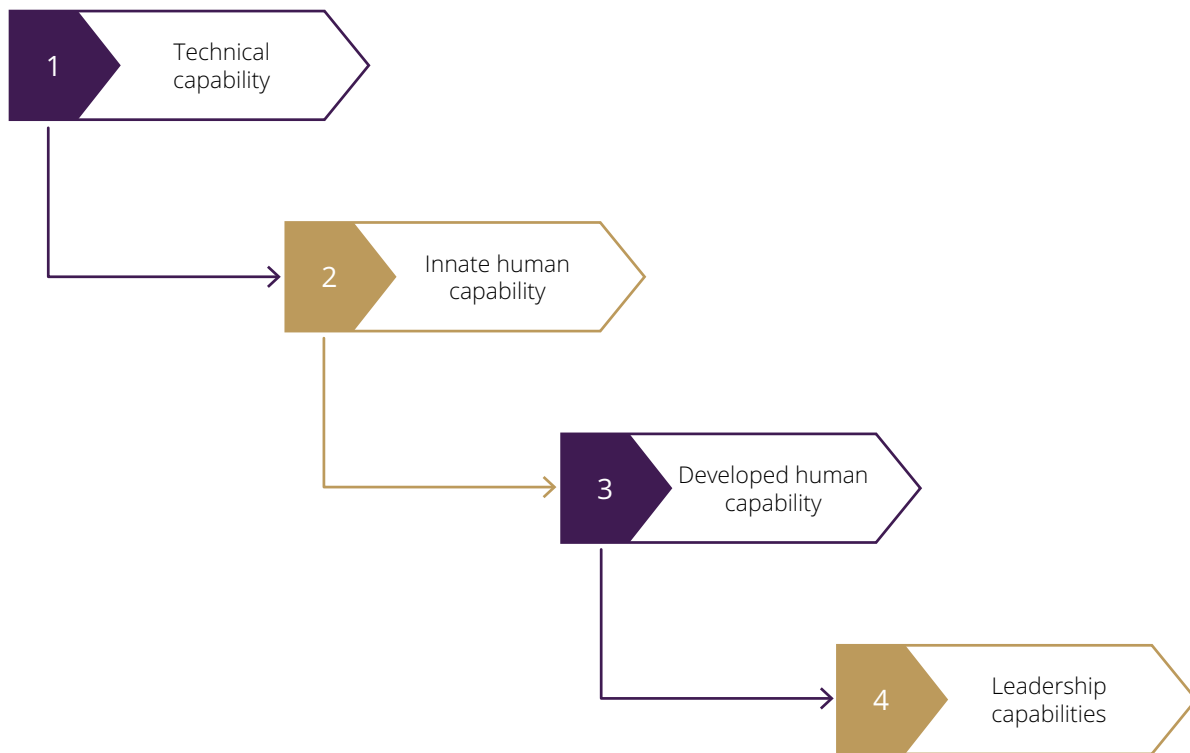 1
Technical
capability
2
Innate human
capability
3
Developed human
capability
4
Leadership
capabilities